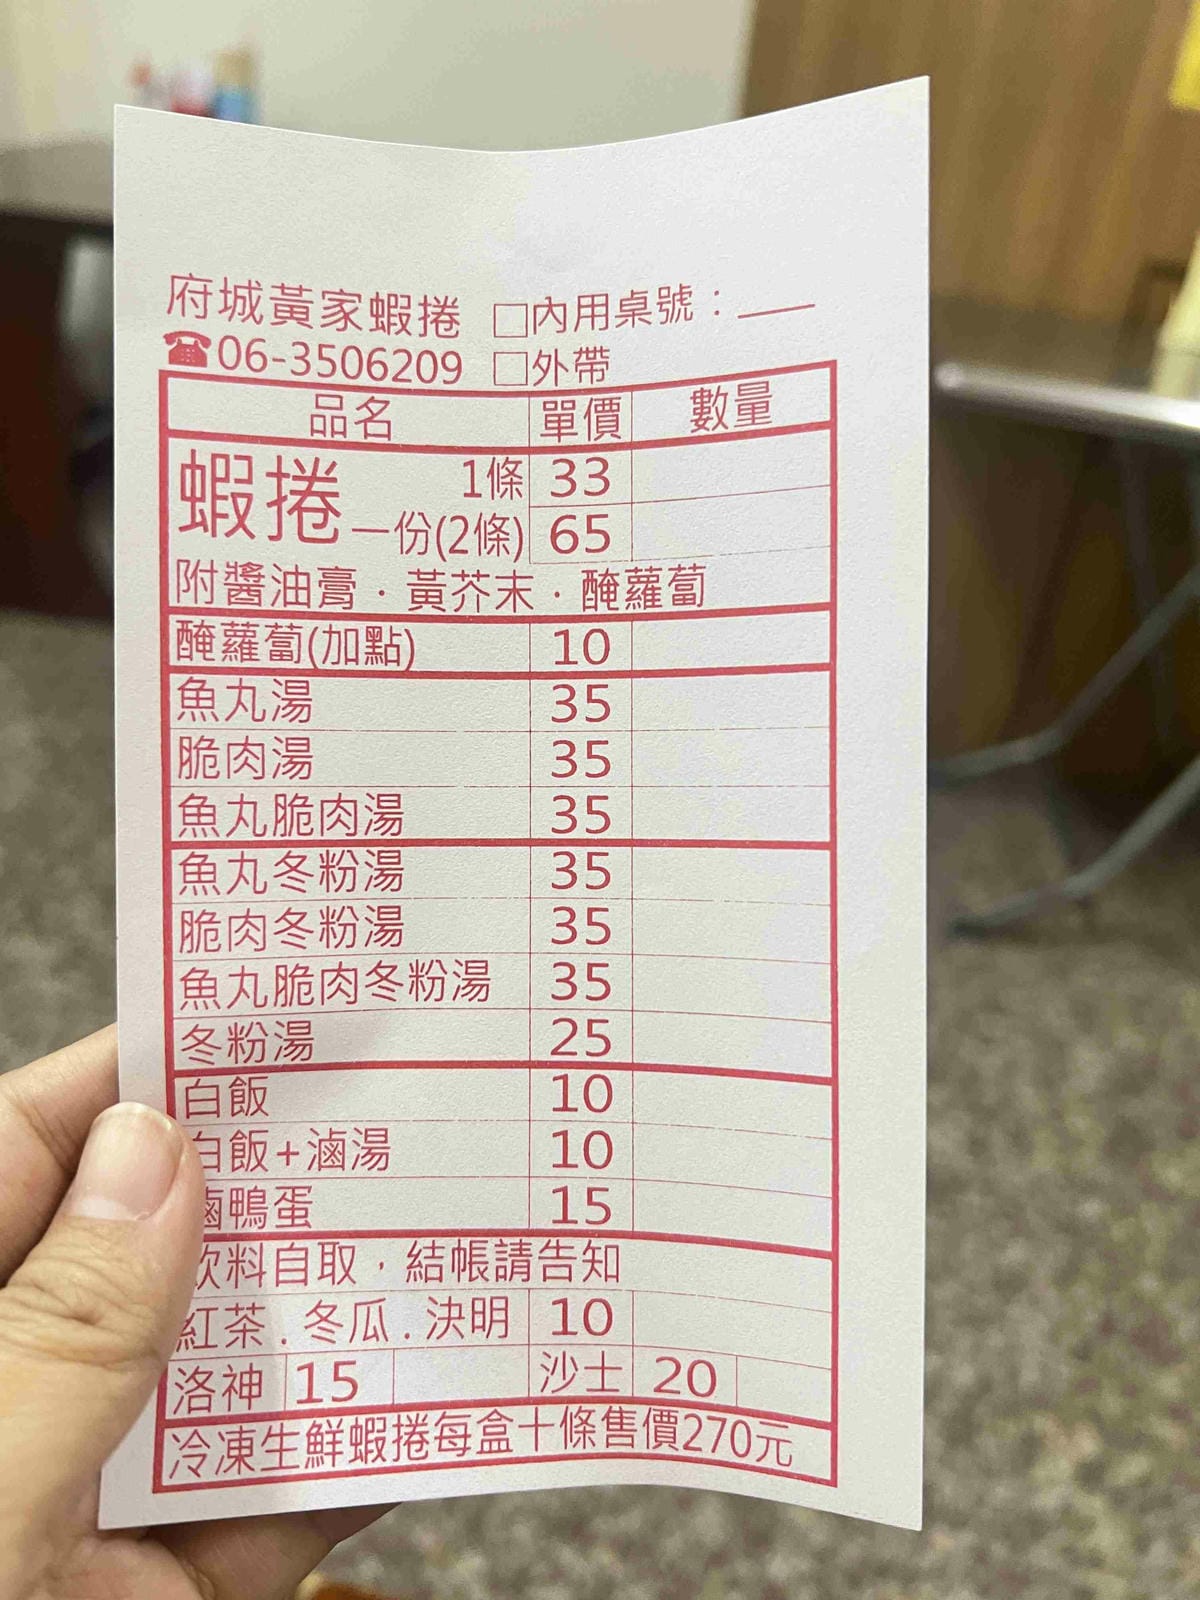 府城黃家蝦捲 □內用桌號：___
☎06-3506209 □外帶
品名 單價 數量
蝦捲 1條 33
一份(2條) 65
附醬油膏．黃芥末．醃蘿蔔
醃蘿蔔(加點) 10
魚丸湯 35
脆肉湯 35
魚丸脆肉湯 35
魚丸冬粉湯 35
脆肉冬粉湯 35
魚丸脆肉冬粉湯 35
冬粉湯 25
白飯 10
白飯+滷湯 10
滷鴨蛋 15
飲料自取，結帳請告知
紅茶.冬瓜.決明 10
洛神 15 沙士 20
冷凍生鮮蝦捲每盒十條售價270元